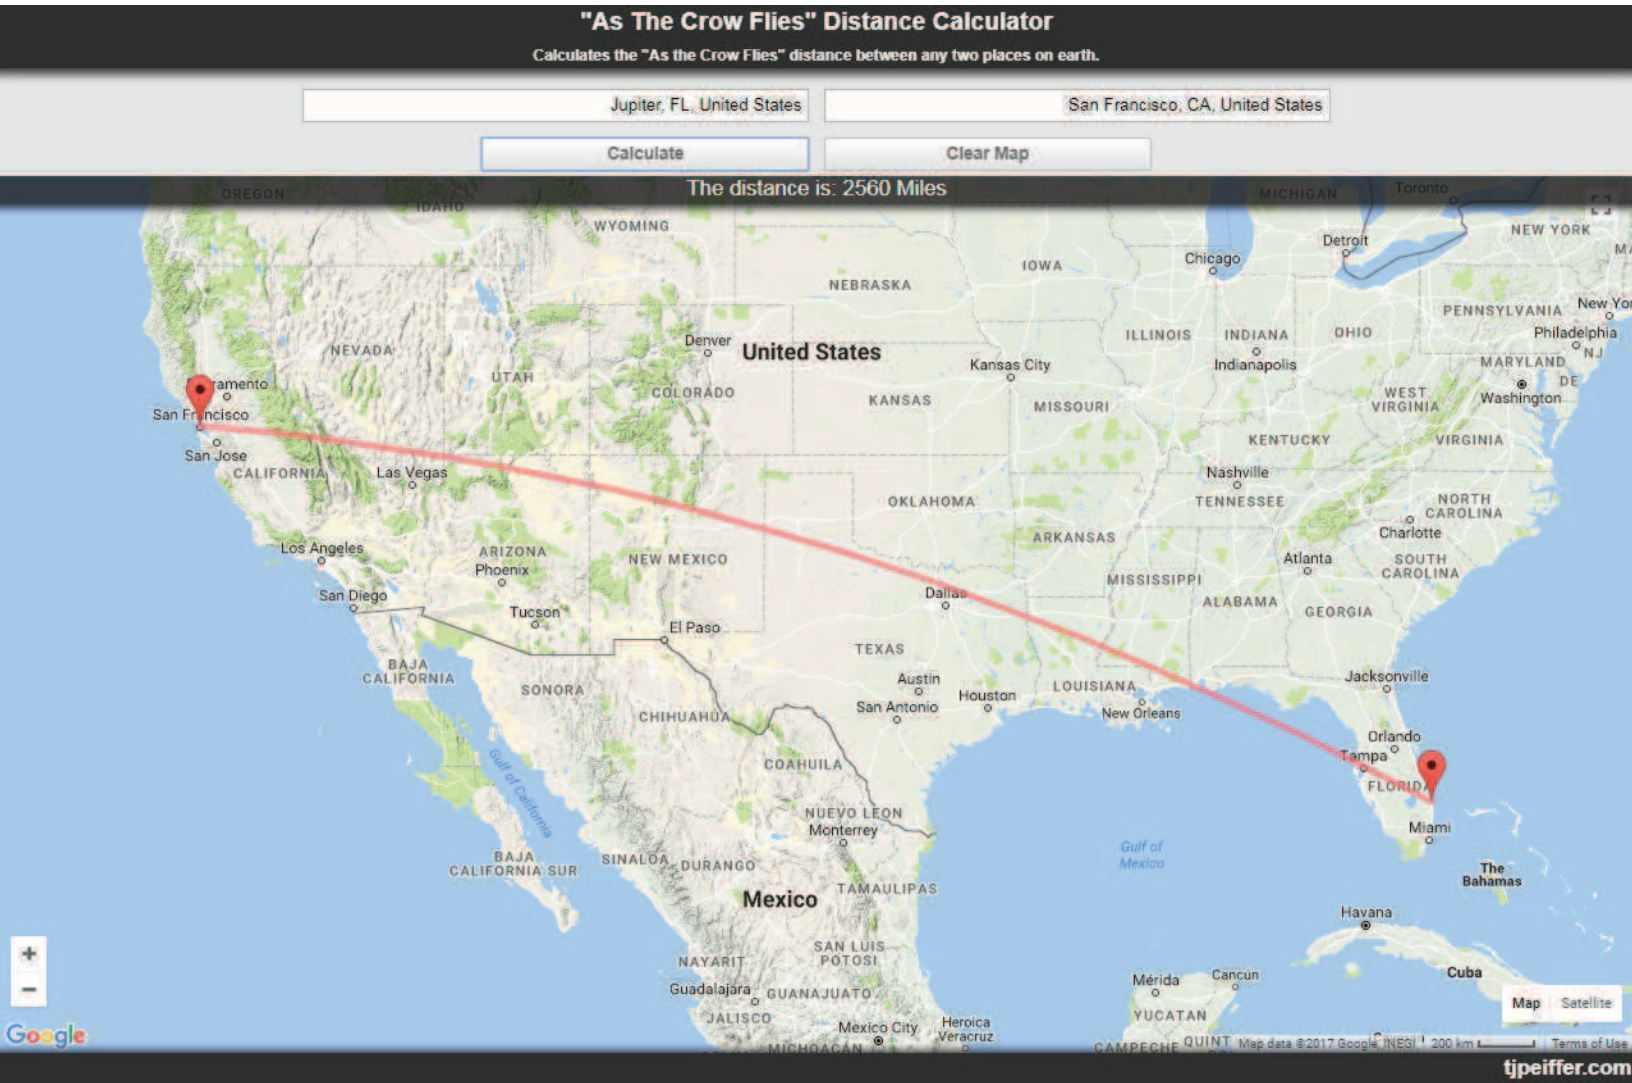 "As The Crow Flies" Distance Calculator
Calculates the "As the Crow Flies" distance between any two places on earth.
Jupiter, FL, United States
San Francisco, CA, United States
Calculate
Clear Map
The distance is: 2560 Miles
OREGON
IDAHO
WYOMING
MICHIGAN
Toronto
NEW YORK
Detroit
Chicago
IOWA
NEBRASKA
PENNSYLVANIA
New Yor
Philadelphia
NJ
ILLINOIS
INDIANA
OHIO
Indianapolis
MARYLAND
DE
Washington
NEVADA
UTAH
Denver
United States
COLORADO
Kansas City
KANSAS
MISSOURI
WEST
VIRGINIA
KENTUCKY
VIRGINIA
San Francisco
San Jose
CALIFORNIA
Las Vegas
Nashville
TENNESSEE
NORTH
CAROLINA
Charlotte
OKLAHOMA
ARKANSAS
Los Angeles
ARIZONA
Phoenix
NEW MEXICO
Atlanta
SOUTH
CAROLINA
MISSISSIPPI
ALABAMA
GEORGIA
San Diego
Tucson
El Paso
Dallas
TEXAS
BAJA
CALIFORNIA
SONORA
CHIHUAHUA
Austin
San Antonio
Houston
LOUISIANA
New Orleans
Jacksonville
Orlando
Tampa
FLORIDA
Miami
COAHUILA
Gulf of California
NUEVO LEON
Monterrey
Gulf of
Mexico
BAJA
CALIFORNIA SUR
SINALOA
DURANGO
TAMAULIPAS
The
Bahamas
Mexico
Havana
SAN LUIS
POTOSI
NAYARIT
Guadalajara
GUANAJUATO
JALISCO
Mexico City
Heroica
Veracruz
MICHOACÁN
Mérida
Cancún
YUCATAN
CAMPECHE
QUINT
Cuba
+
−
Map
Satellite
Google
Map data ©2017 Google, INEGI
200 km
Terms of Use
tjpeiffer.com